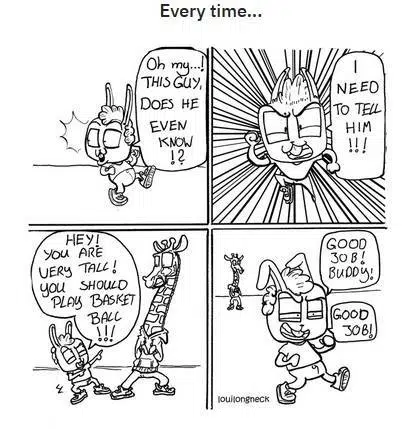 Every time...
Oh my...!
THIS GUY,
DOES HE
EVEN
KNOW
!?
I
NEED
TO TELL
HIM
!!!
HEY!
YOU ARE
VERY TALL!
YOU SHOULD
PLAY BASKET
BALL
!!!
GOOD
JOB!
BUDDY!
GOOD
JOB!
louilongneck